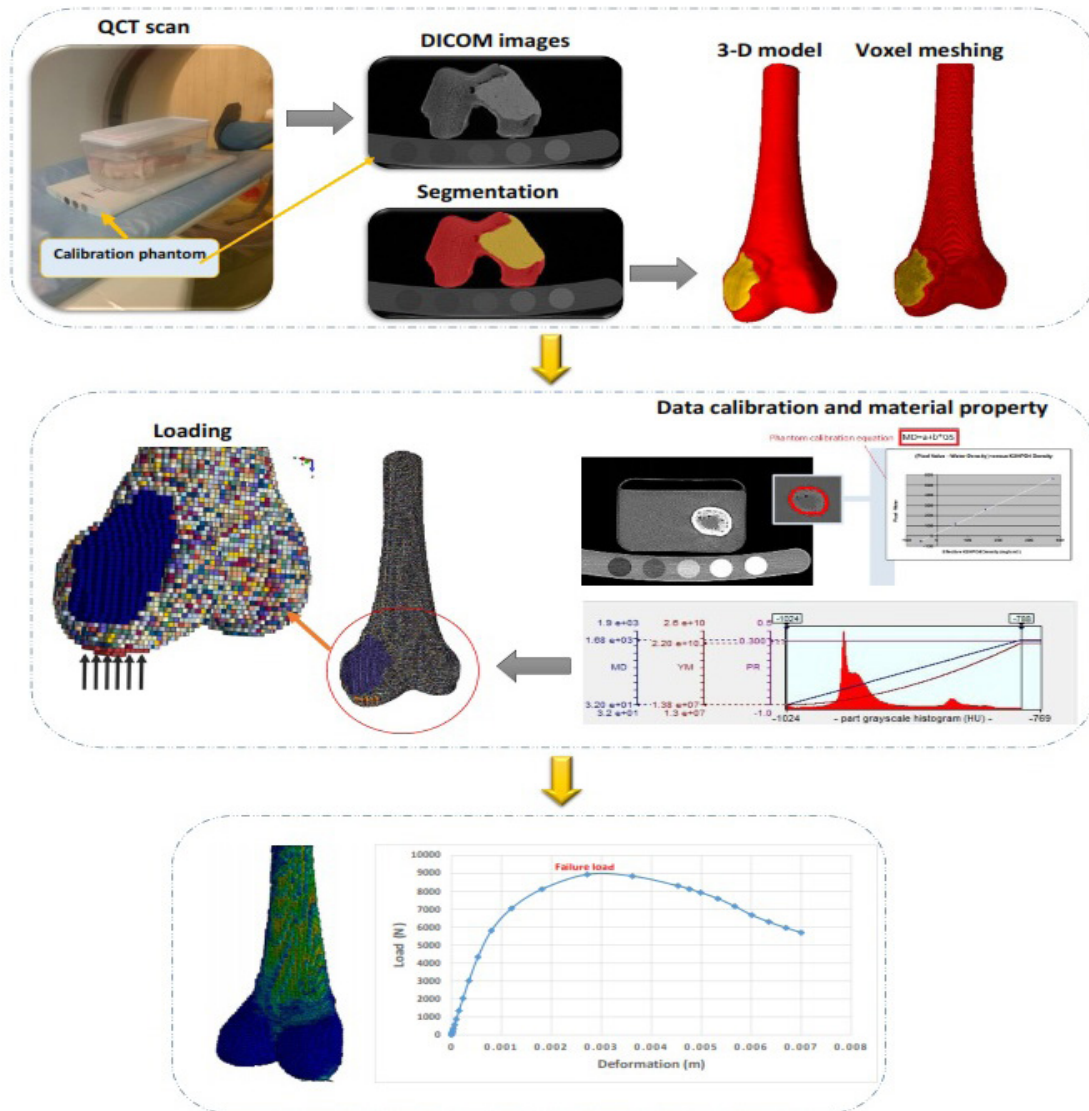 QCT scan
DICOM images
3-D model
Voxel meshing
Segmentation
Calibration phantom
Data calibration and material property
Loading
Phantom calibration equation
MD=a+b*GS
1.9 e+03
2.6 e+10
0.5
-1024
-768
1.68 e+03
2.20 e+10
0.300
MD
YM
PR
3.20 e+01
1.38 e+07
3.2 e+01
1.3 e+07
-1.0
-1024
- part grayscale histogram (HU) -
-769
10000
Failure load
9000
8000
7000
6000
5000
4000
3000
2000
1000
0
Load (N)
0
0.001
0.002
0.003
0.004
0.005
0.006
0.007
0.008
Deformation (m)